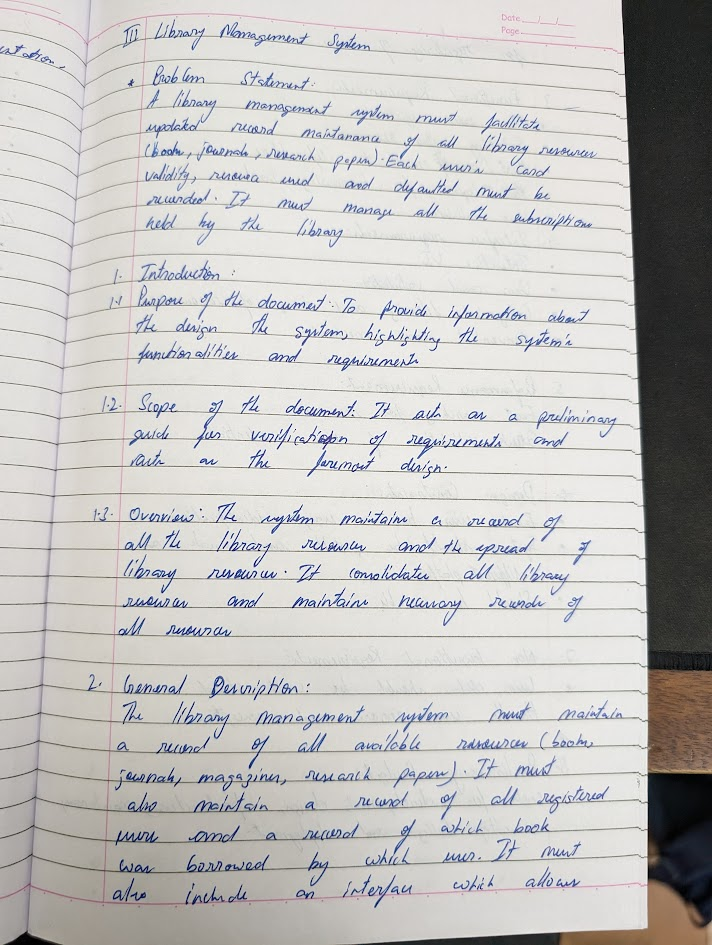 Date
Page
entation,
III Library Management System
* Problem Statement:
A library management system must facilitate
updated record maintanance of all library resources
(books, journals, research papers). Each user's card
validity, resource used and defaulted must be
recorded. It must manage all the subscriptions
held by the library
1. Introduction:
1.1 Purpose of the document: To provide information about
the design the system, highlighting the system's
functionalities and requirements
1.2. Scope of the document: It acts as a preliminary
guide for verification of requirements and
acts as the foremost design.
1.3. Overview: The system maintains a record of
all the library resources and the spread of
library resources. It consolidates all library
resources and maintains necessary records of
all resources
2. General Description:
The library management system must maintain
a record of all available resources (books,
journals, magazines, research papers). It must
also maintain a record of all registered
users and a record of which book
was borrowed by which user. It must
also include an interface which allows